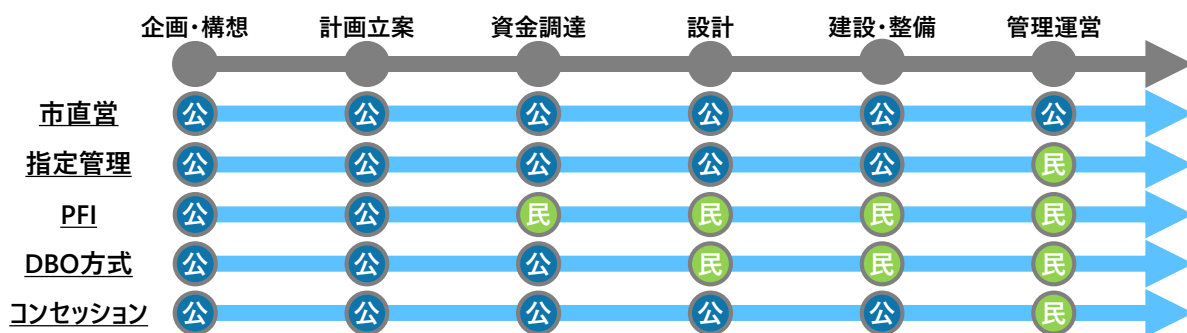 企画・構想 計画立案 資金調達 設計 建設・整備 管理運営
市直営 公 公 公 公 公 公
指定管理 公 公 公 公 公 民
PFI 公 公 民 民 民 民
DBO方式 公 公 公 民 民 民
コンセッション 公 公 公 公 公 民